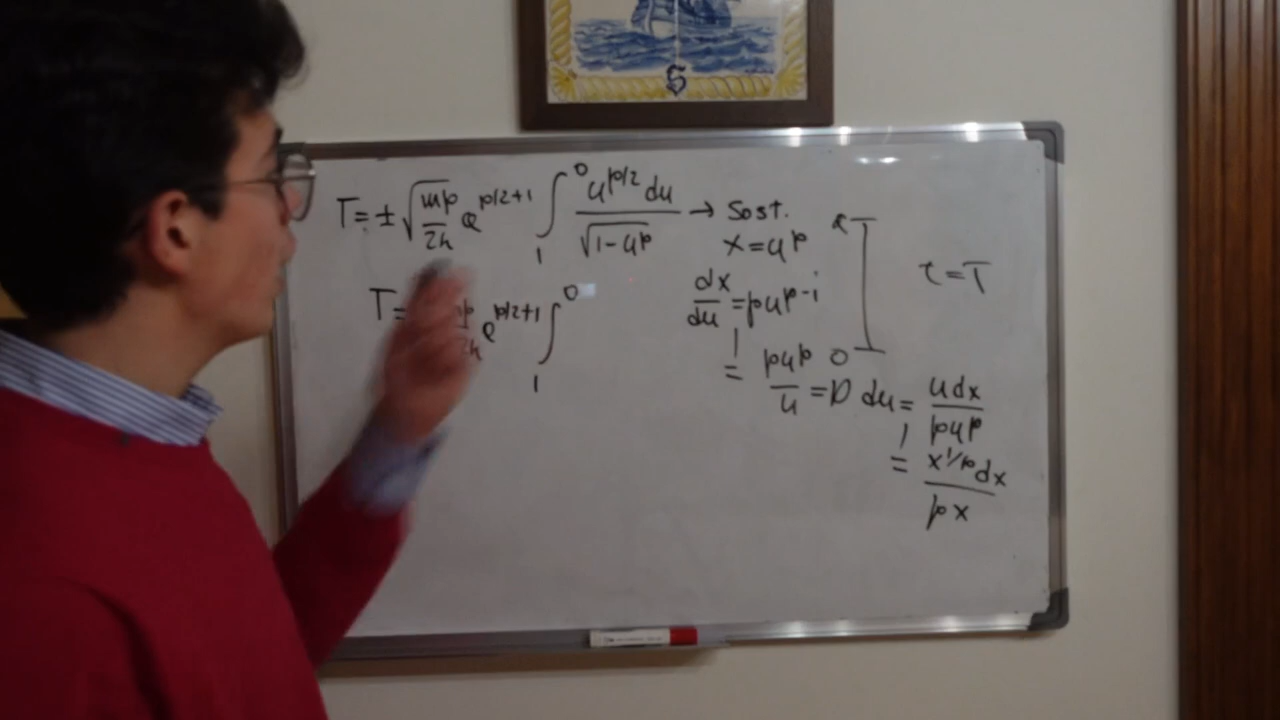 T = ± √(mp/2k) Q^(p/2+1) ∫₁⁰ u^(p/2) du / √(1-u^p) → Sost.
x = u^p
dx/du = pu^(p-1)
= pu^p/u ⇒ du = u dx/pu^p
= x^(1/p) dx/px
T =
p
Q^(p/2+1) ∫₁⁰
0
τ = T
S